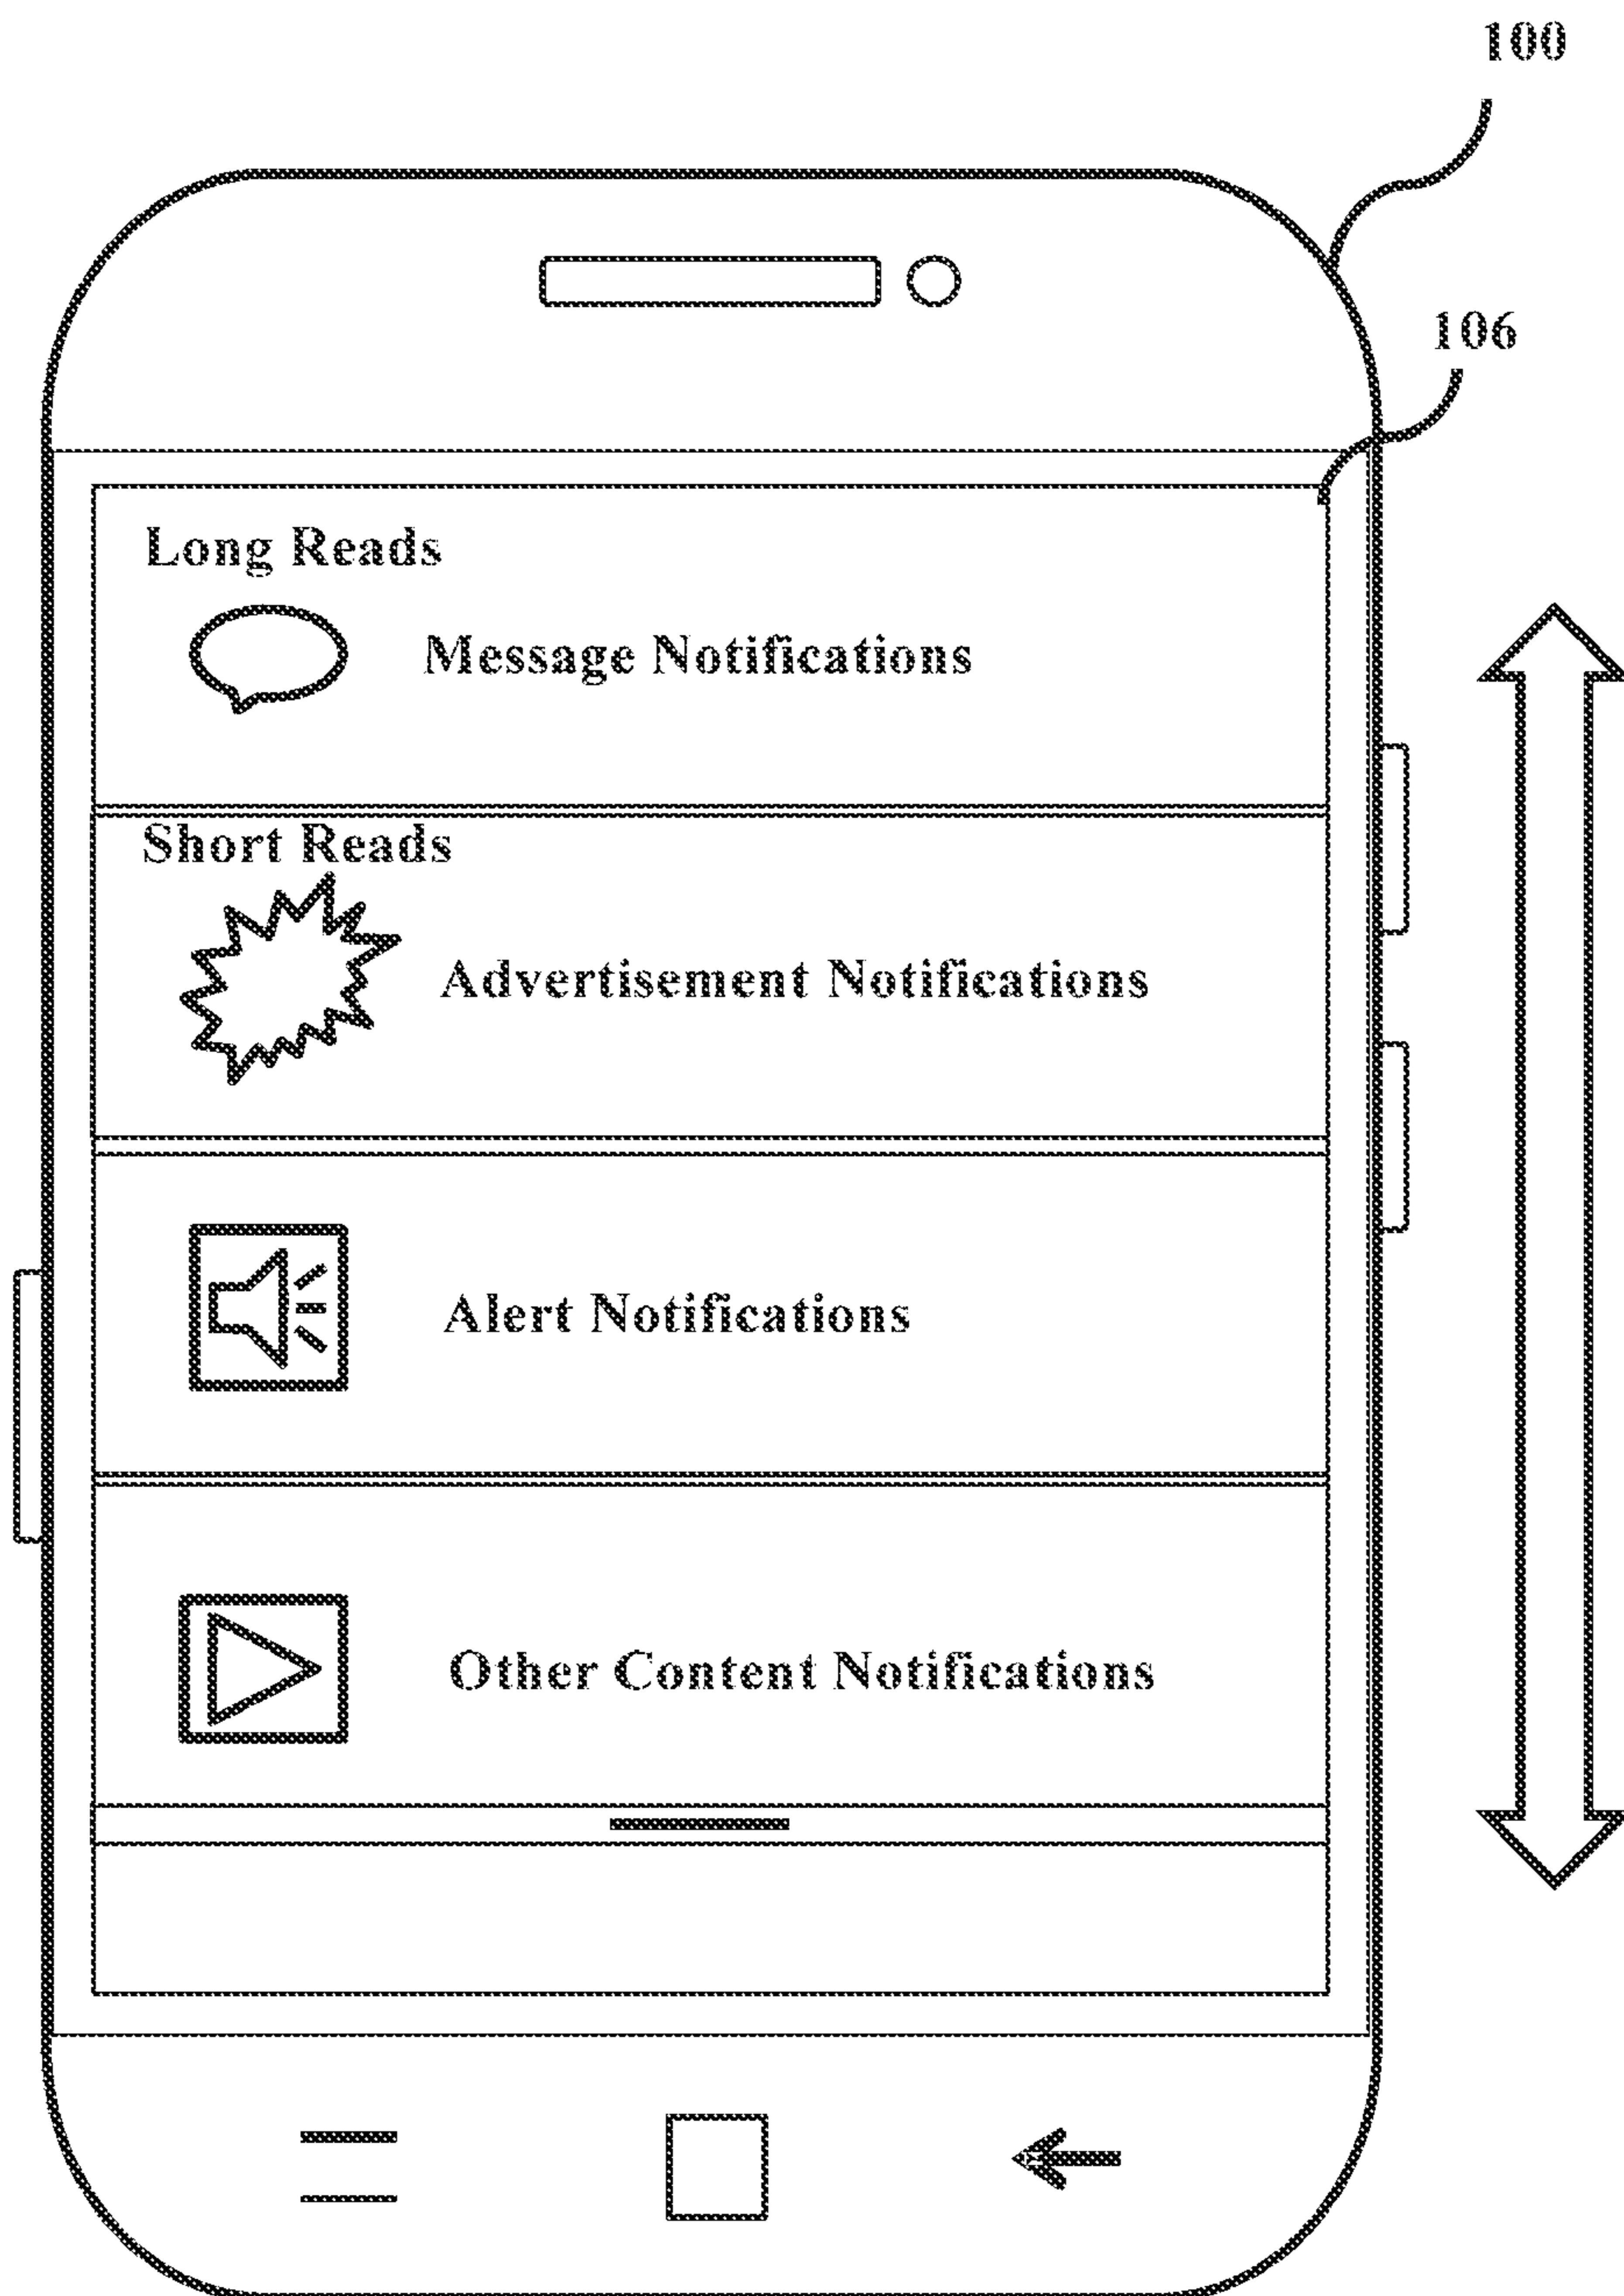 100
106
Long Reads
Message Notifications
Short Reads
Advertisement Notifications
Alert Notifications
Other Content Notifications